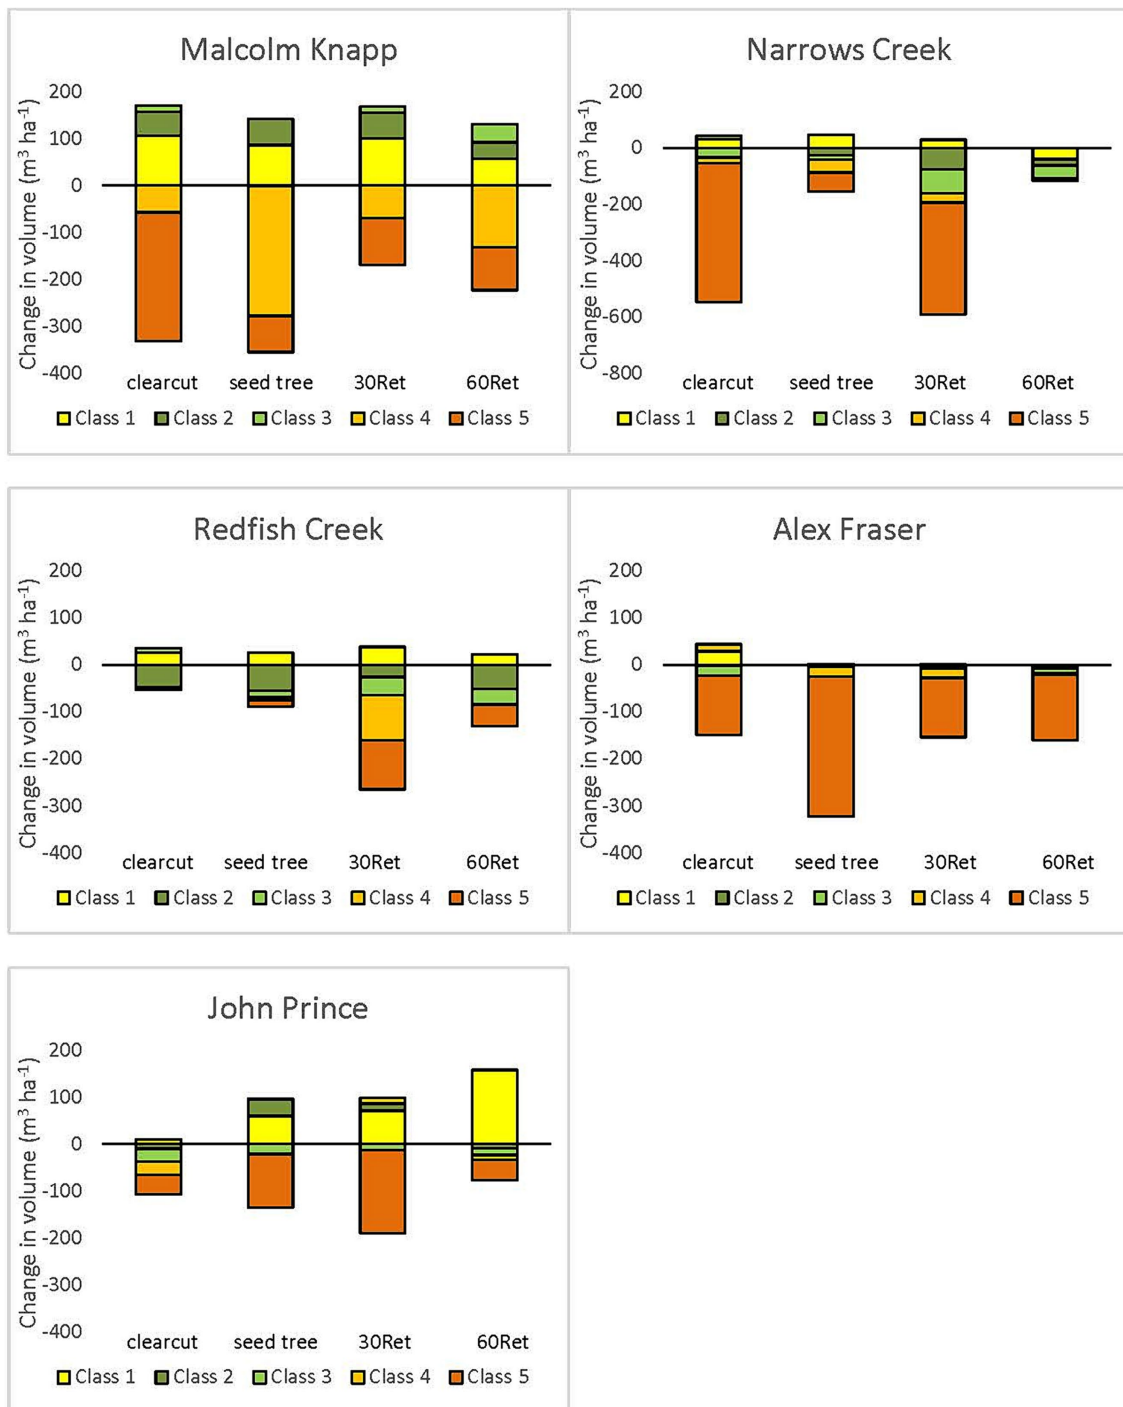 Malcolm Knapp
Change in volume (m³ ha⁻¹)
200
100
0
-100
-200
-300
-400
clearcut seed tree 30Ret 60Ret
Class 1 Class 2 Class 3 Class 4 Class 5
Narrows Creek
Change in volume (m³ ha⁻¹)
200
0
-200
-400
-600
-800
clearcut seed tree 30Ret 60Ret
Class 1 Class 2 Class 3 Class 4 Class 5
Redfish Creek
Change in volume (m³ ha⁻¹)
200
100
0
-100
-200
-300
-400
clearcut seed tree 30Ret 60Ret
Class 1 Class 2 Class 3 Class 4 Class 5
Alex Fraser
Change in volume (m³ ha⁻¹)
200
100
0
-100
-200
-300
-400
clearcut seed tree 30Ret 60Ret
Class 1 Class 2 Class 3 Class 4 Class 5
John Prince
Change in volume (m³ ha⁻¹)
200
100
0
-100
-200
-300
-400
clearcut seed tree 30Ret 60Ret
Class 1 Class 2 Class 3 Class 4 Class 5